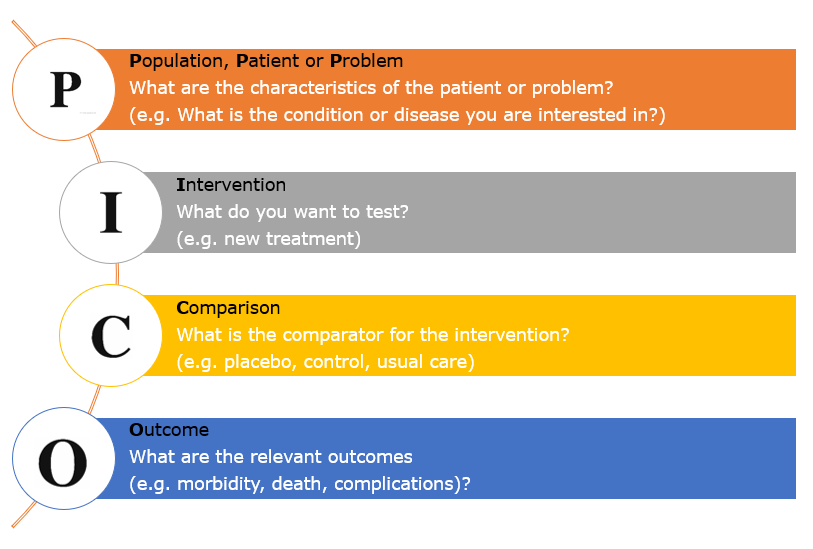 P
Population, Patient or Problem
What are the characteristics of the patient or problem?
(e.g. What is the condition or disease you are interested in?)
I
Intervention
What do you want to test?
(e.g. new treatment)
C
Comparison
What is the comparator for the intervention?
(e.g. placebo, control, usual care)
O
Outcome
What are the relevant outcomes
(e.g. morbidity, death, complications)?